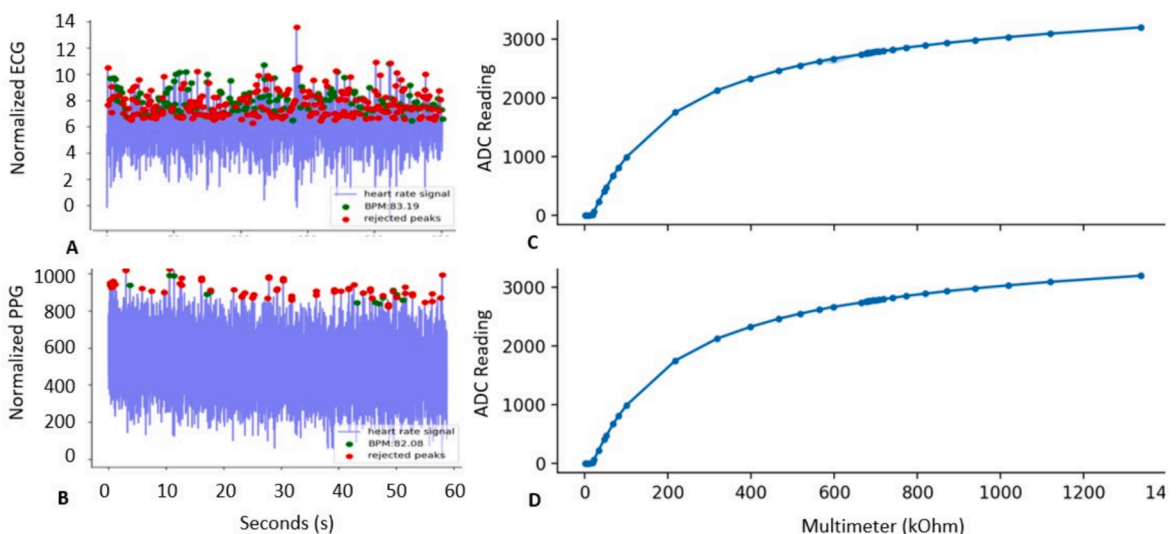 Normalized ECG
14
12
10
8
6
4
2
0
heart rate signal
BPM:83.19
rejected peaks
A
Normalized PPG
1000
800
600
400
200
0
heart rate signal
BPM:82.08
rejected peaks
B
0 10 20 30 40 50 60
Seconds (s)
ADC Reading
3000
2000
1000
0
C
ADC Reading
3000
2000
1000
0
D
0 200 400 600 800 1000 1200 14
Multimeter (kOhm)